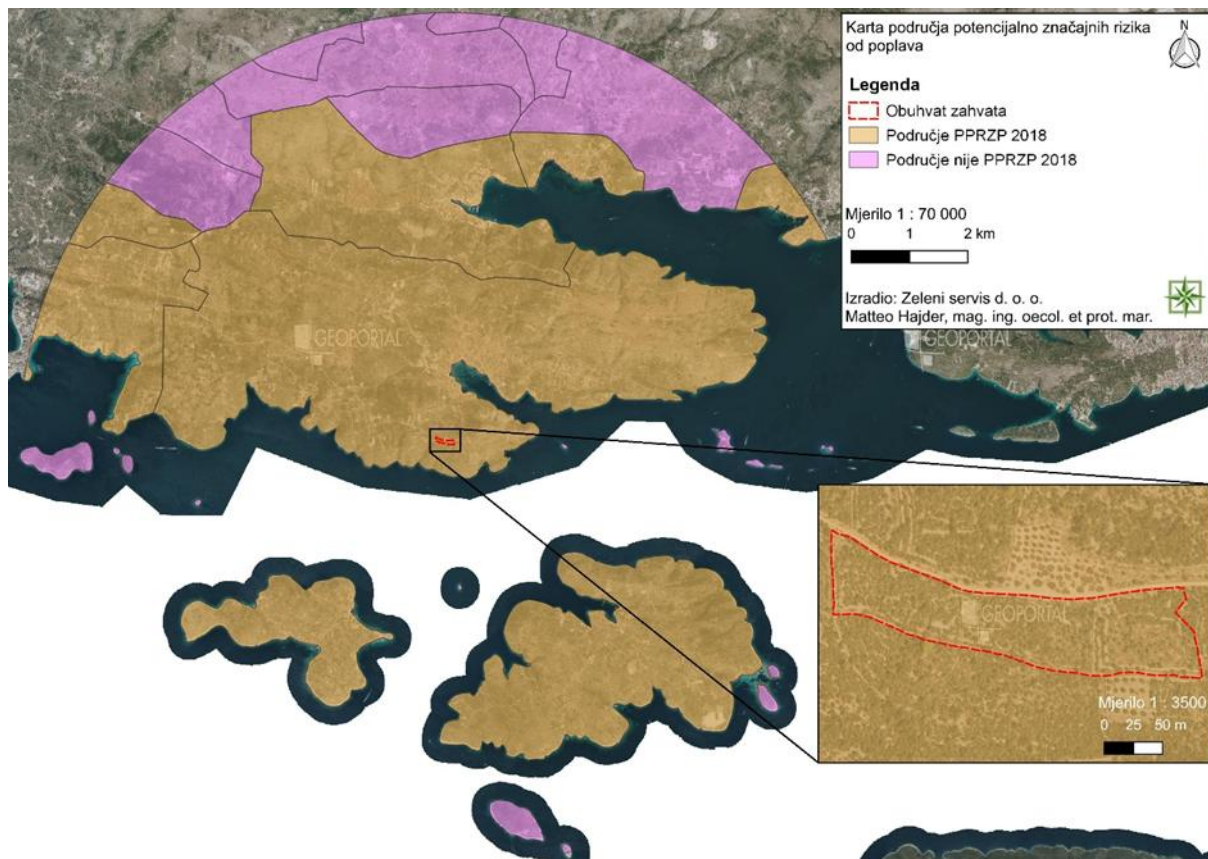 Karta područja potencijalno značajnih rizika
od poplava
N
Legenda
Obuhvat zahvata
Područje PPRZP 2018
Područje nije PPRZP 2018
Mjerilo 1 : 70 000
0 1 2 km
Izradio: Zeleni servis d. o. o.
Matteo Hajder, mag. ing. oecol. et prot. mar.
GEOPORTAL
GEOPORTAL
GEOPORTAL
Mjerilo 1 : 3500
0 25 50 m